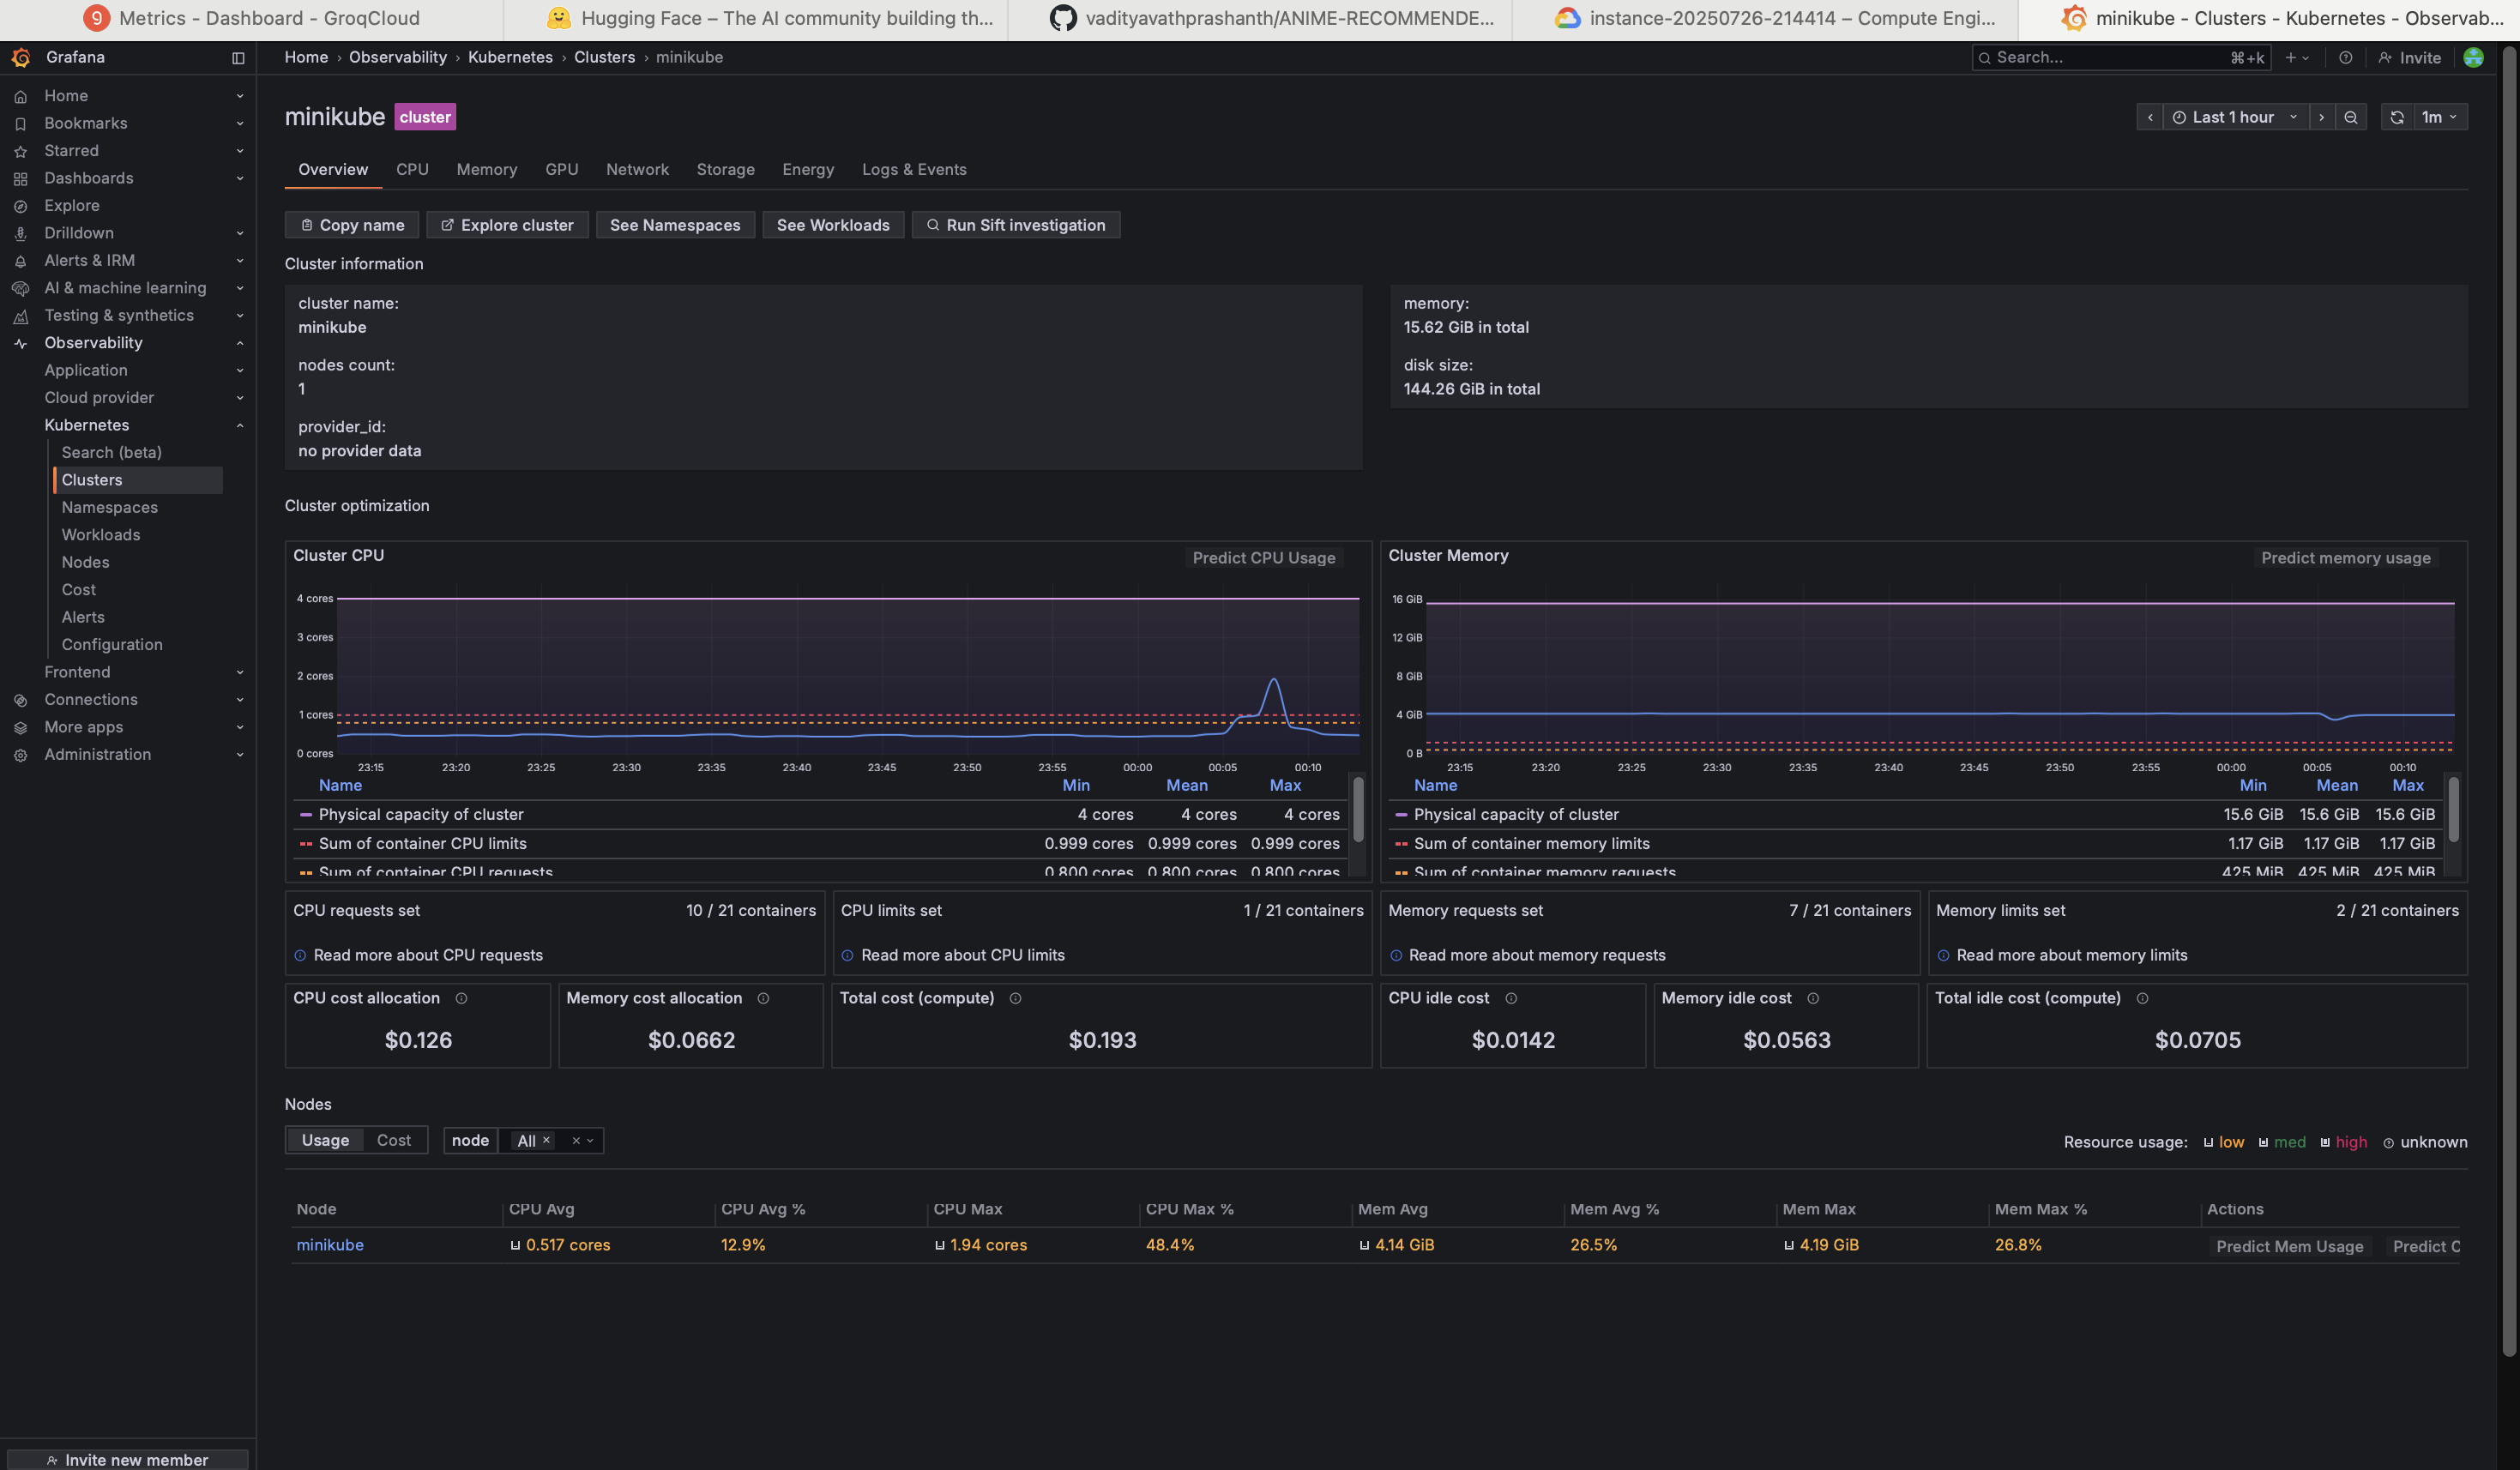 Metrics - Dashboard - GroqCloud
Hugging Face – The AI community building th...
vadityavathprashanth/ANIME-RECOMMENDE...
instance-20250726-214414 – Compute Engi...
minikube - Clusters - Kubernetes - Observab...
Grafana
Home › Observability › Kubernetes › Clusters › minikube
Search... ⌘+k
Invite
Home
Bookmarks
Starred
Dashboards
Explore
Drilldown
Alerts & IRM
AI & machine learning
Testing & synthetics
Observability
Application
Cloud provider
Kubernetes
Search (beta)
Clusters
Namespaces
Workloads
Nodes
Cost
Alerts
Configuration
Frontend
Connections
More apps
Administration
Invite new member
minikube cluster
Last 1 hour
1m
Overview CPU Memory GPU Network Storage Energy Logs & Events
Copy name Explore cluster See Namespaces See Workloads Run Sift investigation
Cluster information
cluster name:
minikube
nodes count:
1
provider_id:
no provider data
memory:
15.62 GiB in total
disk size:
144.26 GiB in total
Cluster optimization
Cluster CPU Predict CPU Usage
4 cores
3 cores
2 cores
1 cores
0 cores
23:15 23:20 23:25 23:30 23:35 23:40 23:45 23:50 23:55 00:00 00:05 00:10
Name Min Mean Max
Physical capacity of cluster 4 cores 4 cores 4 cores
Sum of container CPU limits 0.999 cores 0.999 cores 0.999 cores
Sum of container CPU requests 0.800 cores 0.800 cores 0.800 cores
Cluster Memory Predict memory usage
16 GiB
12 GiB
8 GiB
4 GiB
0 B
23:15 23:20 23:25 23:30 23:35 23:40 23:45 23:50 23:55 00:00 00:05 00:10
Name Min Mean Max
Physical capacity of cluster 15.6 GiB 15.6 GiB 15.6 GiB
Sum of container memory limits 1.17 GiB 1.17 GiB 1.17 GiB
Sum of container memory requests 425 MiB 425 MiB 425 MiB
CPU requests set 10 / 21 containers
Read more about CPU requests
CPU limits set 1 / 21 containers
Read more about CPU limits
Memory requests set 7 / 21 containers
Read more about memory requests
Memory limits set 2 / 21 containers
Read more about memory limits
CPU cost allocation
$0.126
Memory cost allocation
$0.0662
Total cost (compute)
$0.193
CPU idle cost
$0.0142
Memory idle cost
$0.0563
Total idle cost (compute)
$0.0705
Nodes
Usage Cost node All ×
Resource usage: low med high unknown
Node CPU Avg CPU Avg % CPU Max CPU Max % Mem Avg Mem Avg % Mem Max Mem Max % Actions
minikube 0.517 cores 12.9% 1.94 cores 48.4% 4.14 GiB 26.5% 4.19 GiB 26.8% Predict Mem Usage Predict C